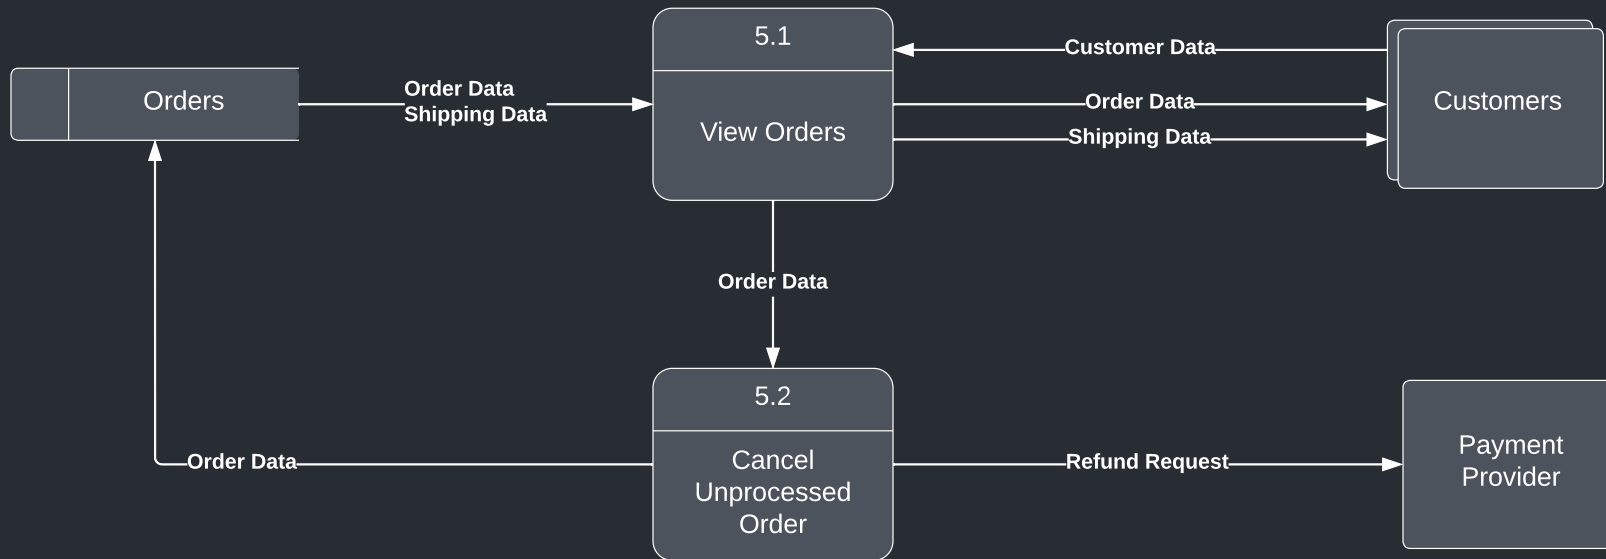 5.1
Customer Data
Orders
Order Data
Shipping Data
View Orders
Order Data
Shipping Data
Customers
Order Data
5.2
Cancel
Unprocessed
Order
Order Data
Refund Request
Payment
Provider